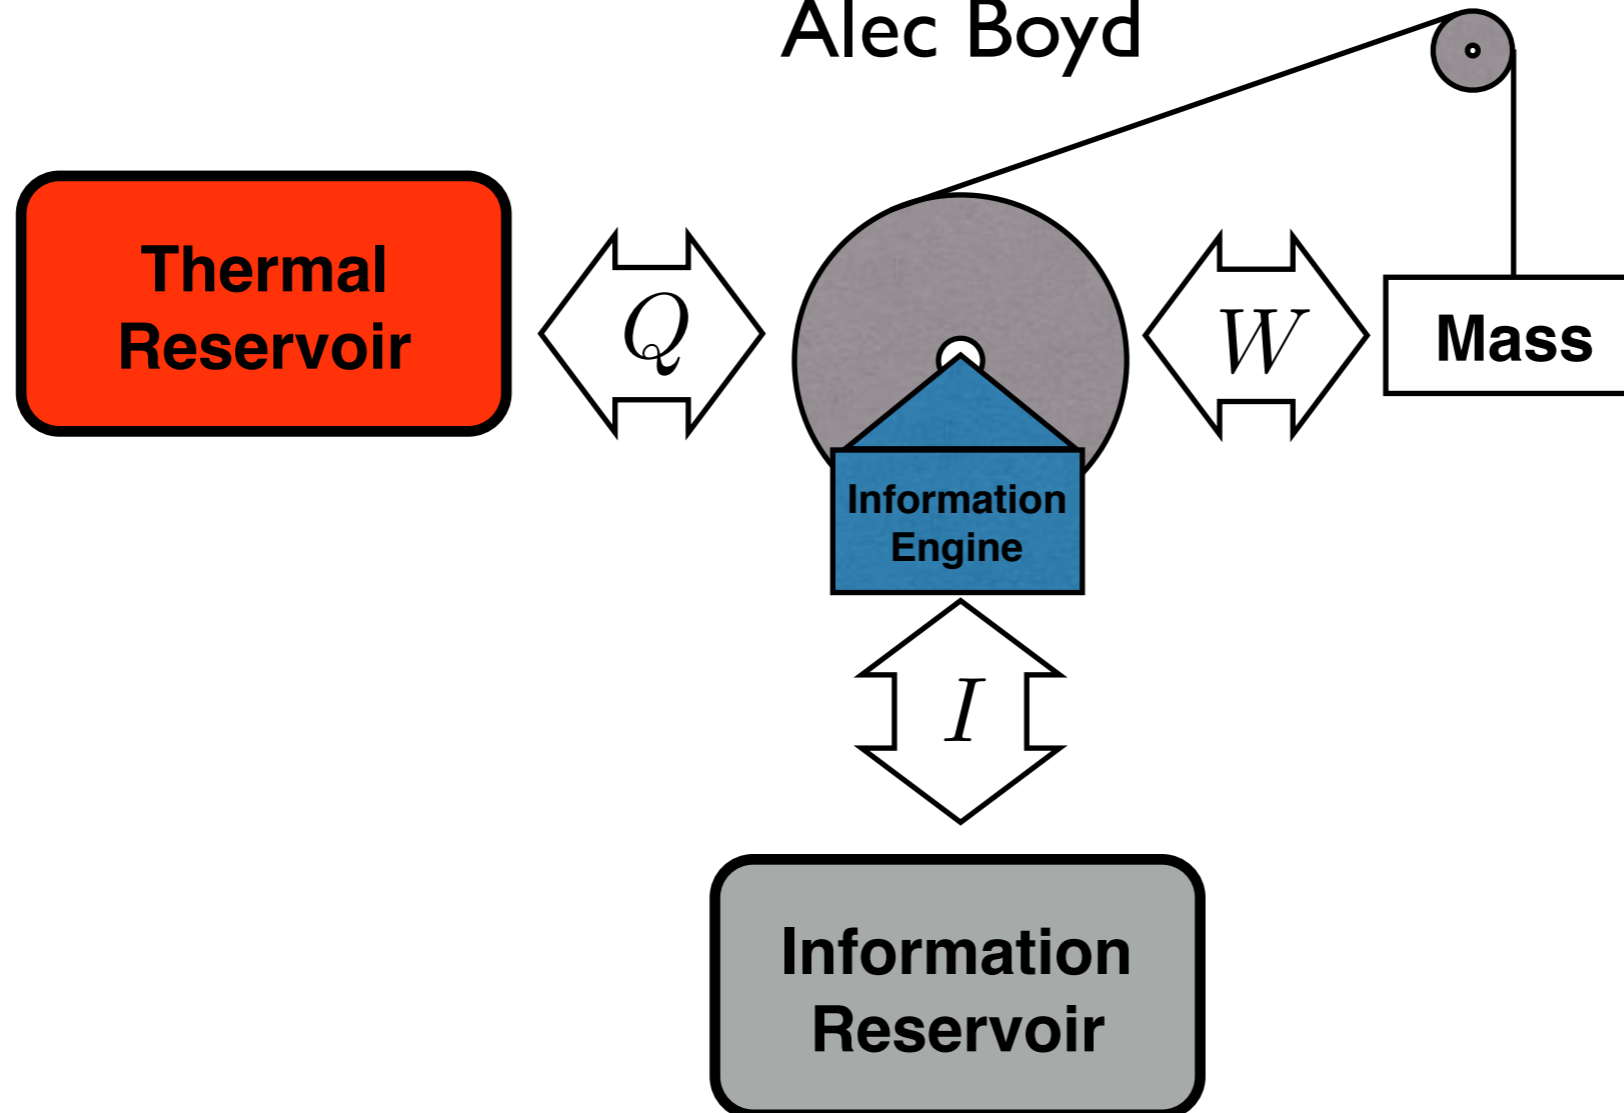 Alec Boyd
Thermal
Reservoir
Q
W
Mass
Information
Engine
I
Information
Reservoir